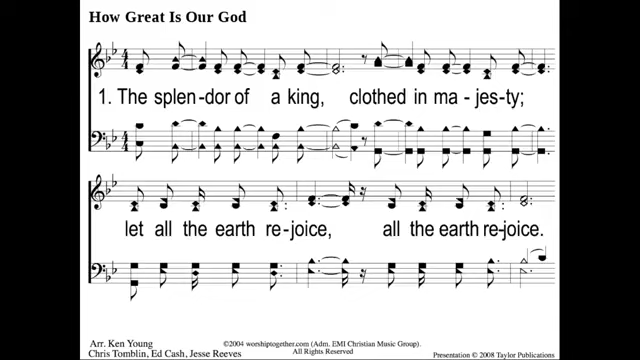 How Great Is Our God
1. The splen-dor of a king, clothed in ma - jes-ty;
let all the earth re-joice, all the earth re-joice.
Arr. Ken Young
Chris Tomblin, Ed Cash, Jesse Reeves
©2004 worshiptogether.com (Adm. EMI Christian Music Group).
All Rights Reserved
Presentation © 2008 Taylor Publications